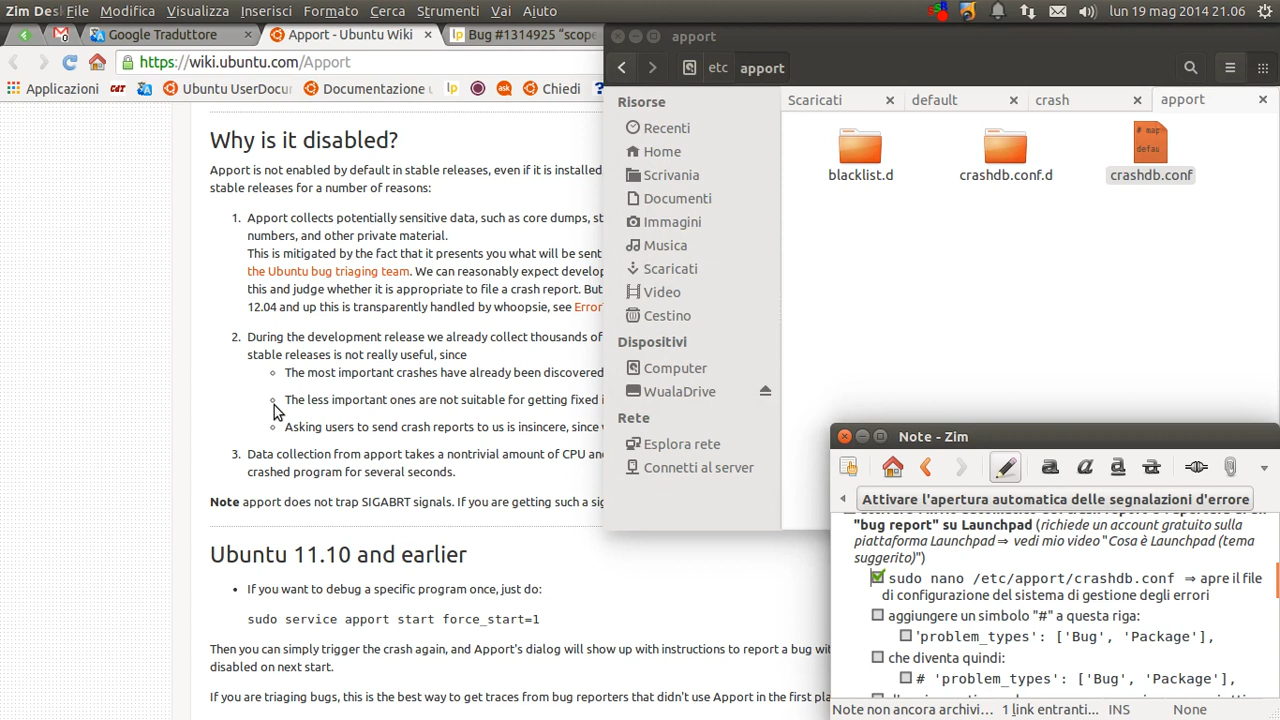 Zim Des File Modifica Visualizza Inserisci Formato Cerca Strumenti Vai Aiuto
lun 19 mag 2014 21.06
Google Traduttore
Apport - Ubuntu Wiki
Bug #1314925 “scope
https://wiki.ubuntu.com/Apport
Applicazioni
CAT
Ubuntu UserDocu
Documentazione u
lp
ask
Chiedi
Why is it disabled?
Apport is not enabled by default in stable releases, even if it is installed.
stable releases for a number of reasons:
1. Apport collects potentially sensitive data, such as core dumps, st
numbers, and other private material.
This is mitigated by the fact that it presents you what will be sent
the Ubuntu bug triaging team. We can reasonably expect develop
this and judge whether it is appropriate to file a crash report. But
12.04 and up this is transparently handled by whoopsie, see Error
2. During the development release we already collect thousands of
stable releases is not really useful, since
The most important crashes have already been discovered
The less important ones are not suitable for getting fixed i
Asking users to send crash reports to us is insincere, since
3. Data collection from apport takes a nontrivial amount of CPU and
crashed program for several seconds.
Note apport does not trap SIGABRT signals. If you are getting such a sig
Ubuntu 11.10 and earlier
If you want to debug a specific program once, just do:
sudo service apport start force_start=1
Then you can simply trigger the crash again, and Apport's dialog will show up with instructions to report a bug wit
disabled on next start.
If you are triaging bugs, this is the best way to get traces from bug reporters that didn't use Apport in the first pla
apport
etc
apport
Risorse
Recenti
Home
Scrivania
Documenti
Immagini
Musica
Scaricati
Video
Cestino
Dispositivi
Computer
WualaDrive
Rete
Esplora rete
Connetti al server
Scaricati
default
crash
apport
# map
defau
blacklist.d
crashdb.conf.d
crashdb.conf
Note - Zim
Attivare l'apertura automatica delle segnalazioni d'errore
"bug report" su Launchpad (richiede un account gratuito sulla
piattaforma Launchpad⇒ vedi mio video "Cosa è Launchpad (tema
suggerito)")
sudo nano /etc/apport/crashdb.conf ⇒ apre il file
di configurazione del sistema di gestione degli errori
aggiungere un simbolo "#" a questa riga:
'problem_types': ['Bug', 'Package'],
che diventa quindi:
# 'problem_types': ['Bug', 'Package'],
Note non ancora archivi...
1 link entranti...
INS
None